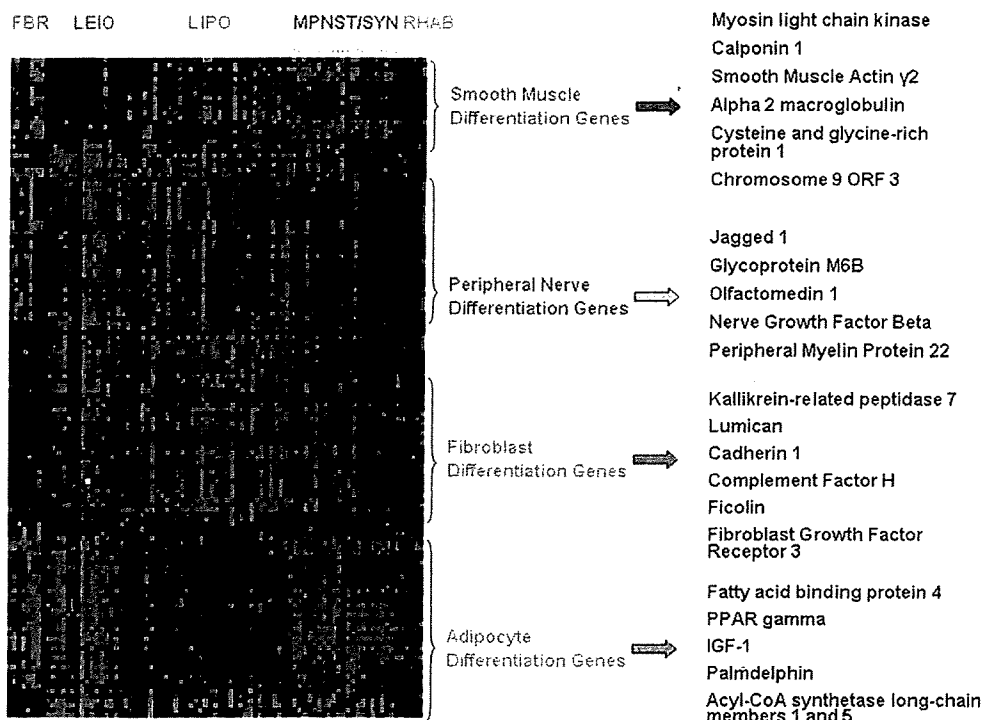 FBR LEIO LIPO MPNST/SYN RHAB
Smooth Muscle
Differentiation Genes
Myosin light chain kinase
Calponin 1
Smooth Muscle Actin γ2
Alpha 2 macroglobulin
Cysteine and glycine-rich
protein 1
Chromosome 9 ORF 3
Peripheral Nerve
Differentiation Genes
Jagged 1
Glycoprotein M6B
Olfactomedin 1
Nerve Growth Factor Beta
Peripheral Myelin Protein 22
Fibroblast
Differentiation Genes
Kallikrein-related peptidase 7
Lumican
Cadherin 1
Complement Factor H
Ficolin
Fibroblast Growth Factor
Receptor 3
Adipocyte
Differentiation Genes
Fatty acid binding protein 4
PPAR gamma
IGF-1
Palmdelphin
Acyl-CoA synthetase long-chain
members 1 and 5